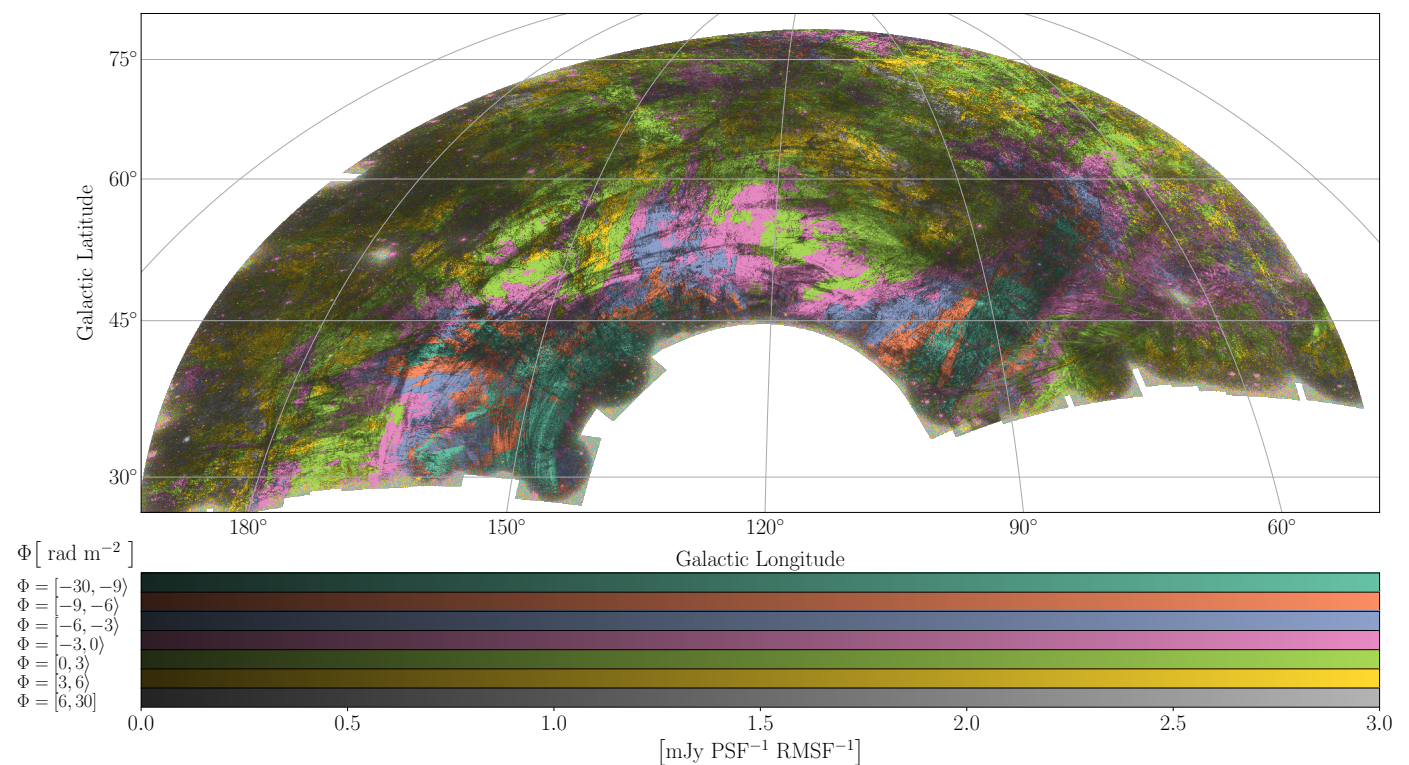 75°
60°
45°
30°
Galactic Latitude
180° 150° 120° 90° 60°
Galactic Longitude
Φ[ rad m⁻² ]
Φ = [−30, −9⟩
Φ = [−9, −6⟩
Φ = [−6, −3⟩
Φ = [−3, 0⟩
Φ = [0, 3⟩
Φ = [3, 6⟩
Φ = [6, 30]
0.0 0.5 1.0 1.5 2.0 2.5 3.0
[mJy PSF⁻¹ RMSF⁻¹]